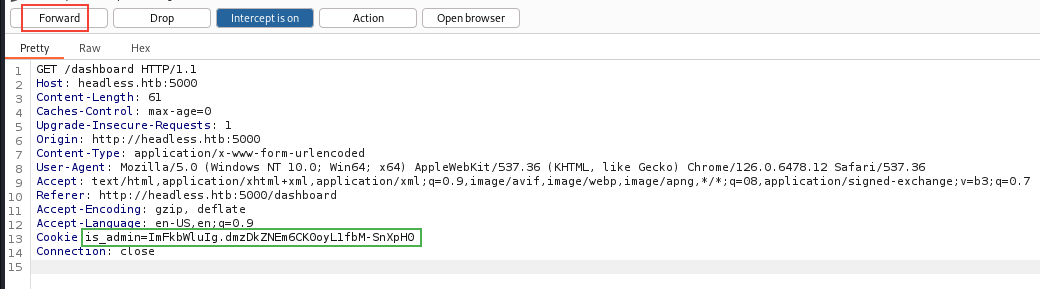 Forward Drop Intercept is on Action Open browser
Pretty Raw Hex
1 GET /dashboard HTTP/1.1
2 Host: headless.htb:5000
3 Content-Length: 61
4 Caches-Control: max-age=0
5 Upgrade-Insecure-Requests: 1
6 Origin: http://headless.htb:5000
7 Content-Type: application/x-www-form-urlencoded
8 User-Agent: Mozilla/5.0 (Windows NT 10.0; Win64; x64) AppleWebKit/537.36 (KHTML, like Gecko) Chrome/126.0.6478.12 Safari/537.36
9 Accept: text/html,application/xhtml+xml,application/xml;q=0.9,image/avif,image/webp,image/apng,*/*;q=08,application/signed-exchange;v=b3;q=0.7
10 Referer: http://headless.htb:5000/dashboard
11 Accept-Encoding: gzip, deflate
12 Accept-Language: en-US,en;q=0.9
13 Cookie is_admin=ImFkbWluIg.dmzDkZNEm6CK0oyL1fbM-SnXpH0
14 Connection: close
15